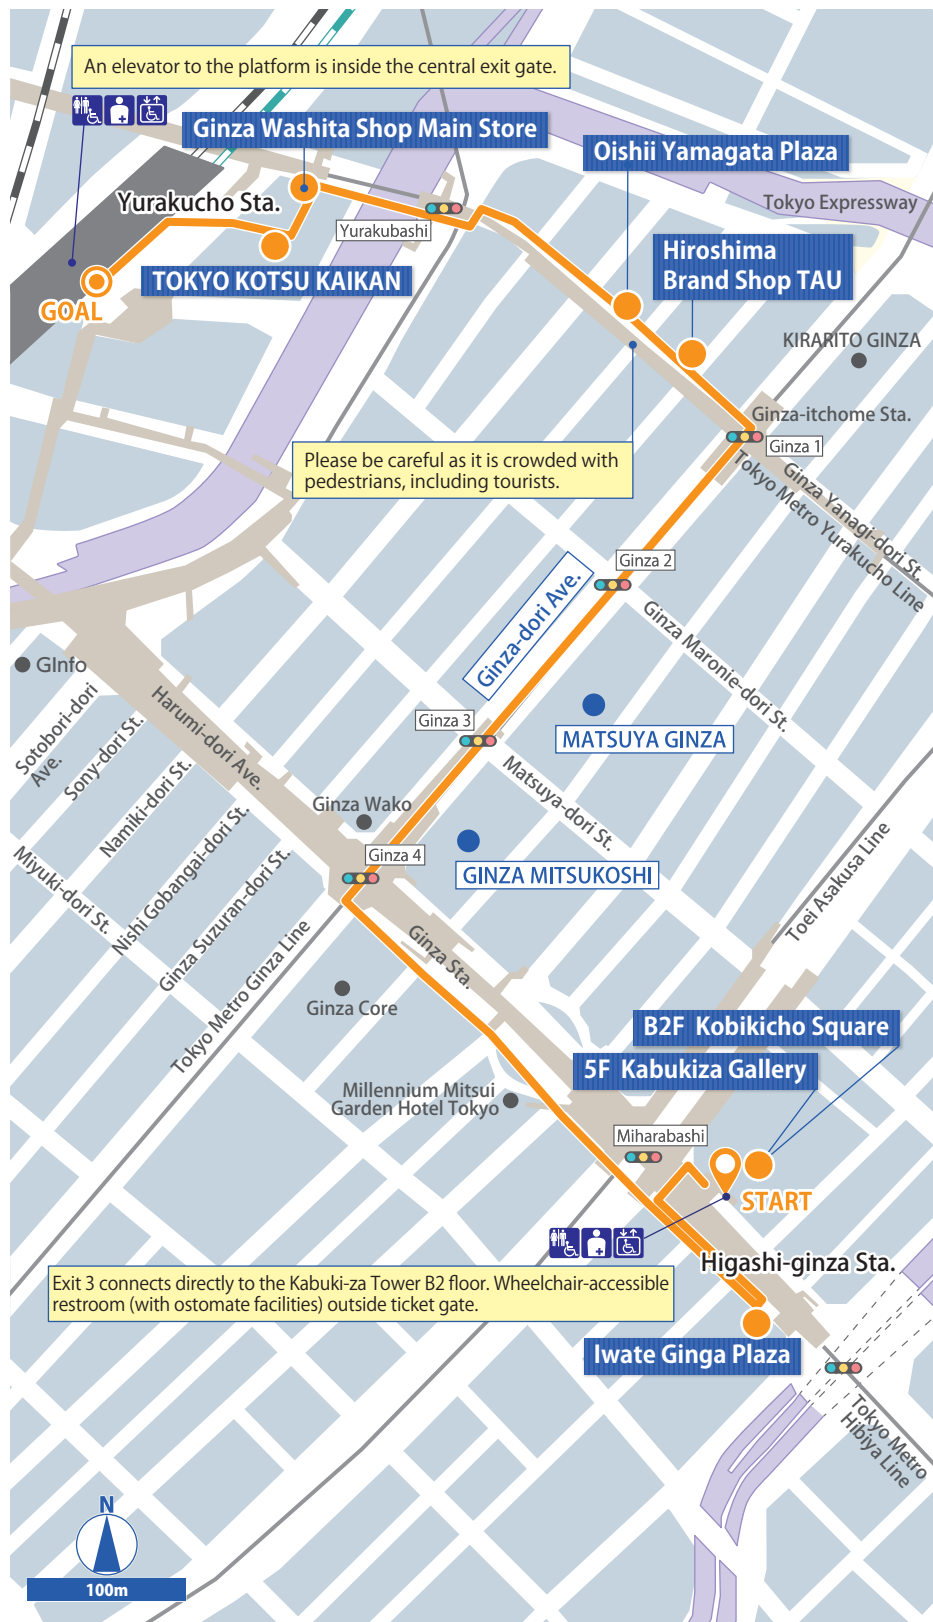 An elevator to the platform is inside the central exit gate.
Ginza Washita Shop Main Store
Oishii Yamagata Plaza
Yurakucho Sta.
Tokyo Expressway
Yurakubashi
Hiroshima
Brand Shop TAU
TOKYO KOTSU KAIKAN
GOAL
KIRARITO GINZA
Ginza-itchome Sta.
Ginza 1
Please be careful as it is crowded with
pedestrians, including tourists.
Ginza Yanagi-dori St.
Tokyo Metro Yurakucho Line
Ginza 2
Ginza-dori Ave.
Ginza Maronie-dori St.
GInfo
Sotobori-dori
Ave.
Sony-dori St.
Harumi-dori Ave.
Ginza 3
MATSUYA GINZA
Namiki-dori St.
Matsuya-dori St.
Ginza Wako
Nishi Gobangai-dori St.
Miyuki-dori St.
Ginza 4
GINZA MITSUKOSHI
Ginza Suzuran-dori St.
Toei Asakusa Line
Tokyo Metro Ginza Line
Ginza Sta.
Ginza Core
B2F Kobikicho Square
5F Kabukiza Gallery
Millennium Mitsui
Garden Hotel Tokyo
Miharabashi
START
Higashi-ginza Sta.
Exit 3 connects directly to the Kabuki-za Tower B2 floor. Wheelchair-accessible
restroom (with ostomate facilities) outside ticket gate.
Iwate Ginga Plaza
Tokyo Metro
Hibiya Line
N
100m